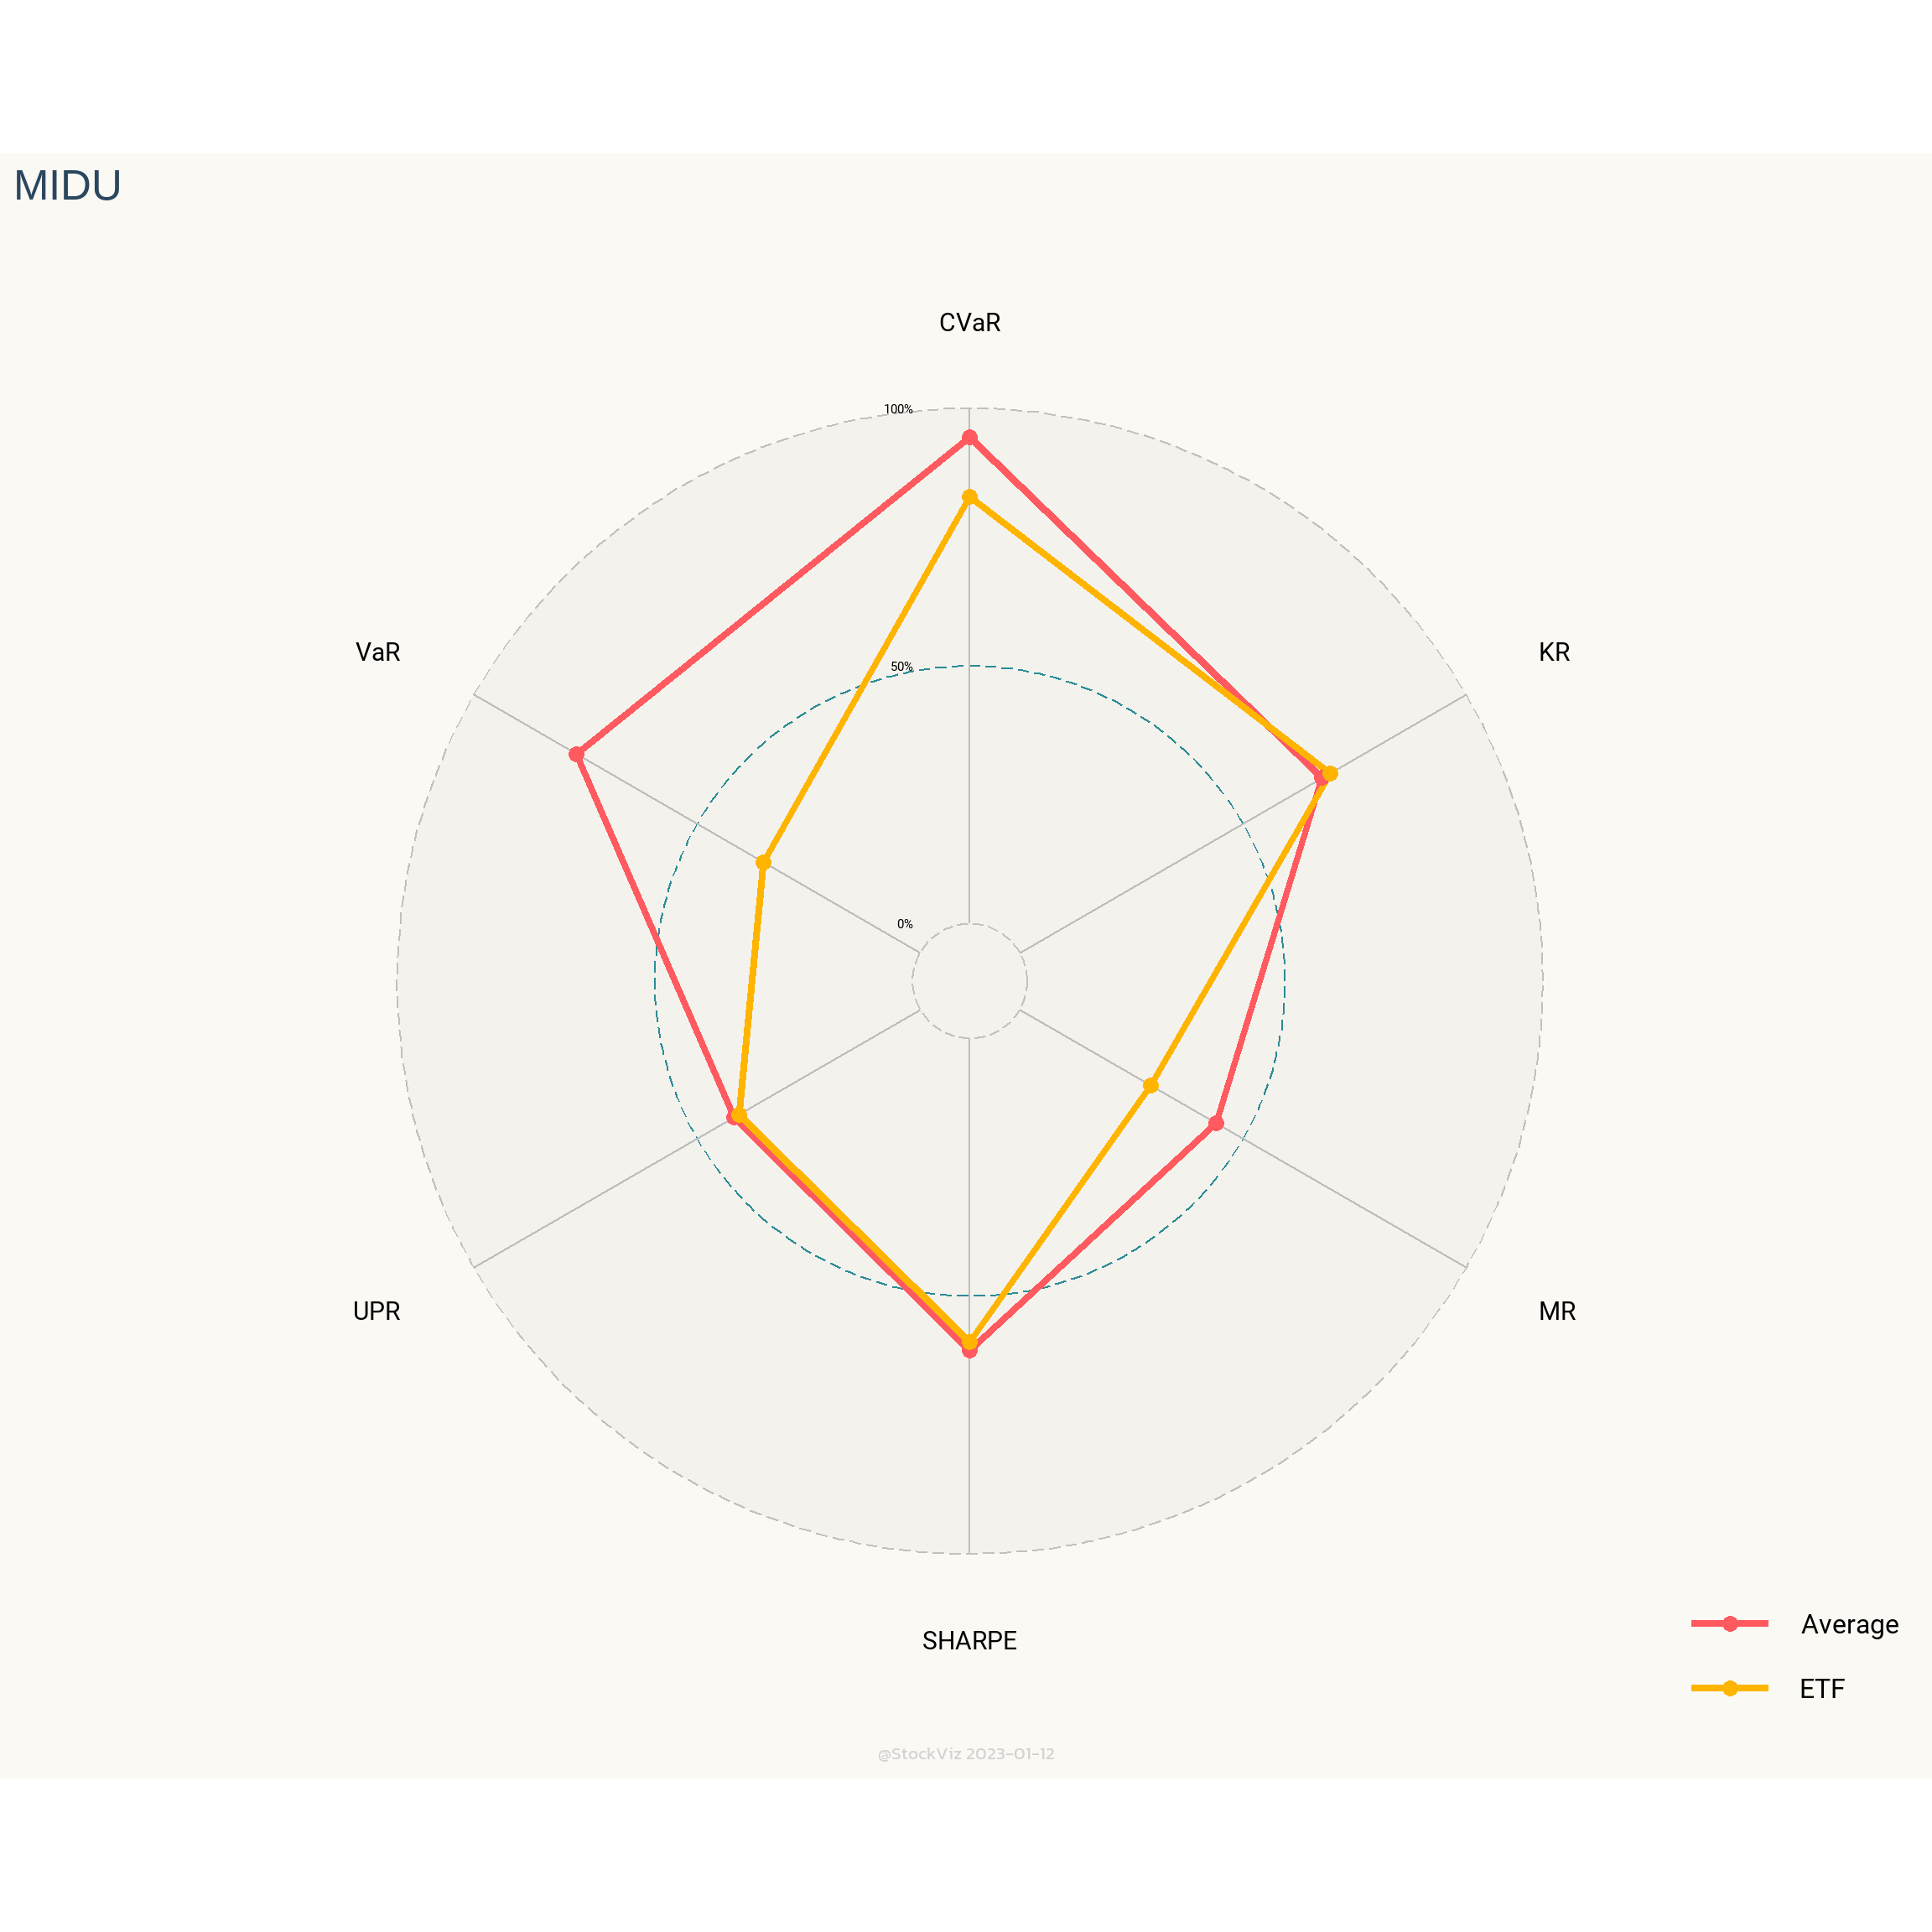 MIDU
CVaR
100%
VaR
KR
50%
0%
UPR
MR
SHARPE
Average
ETF
@StockViz 2023-01-12